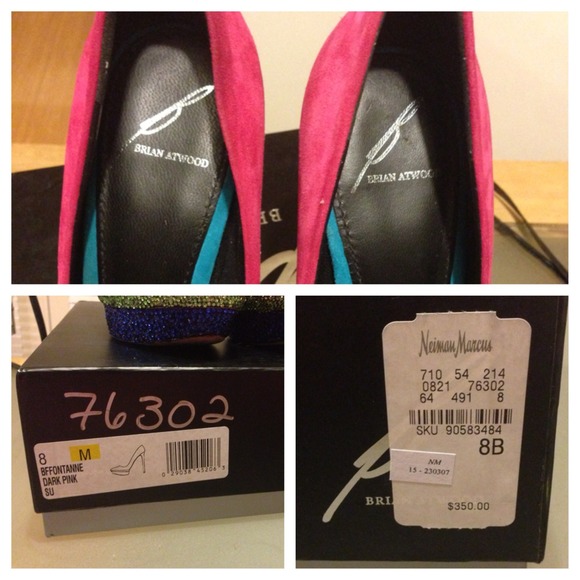 BRIAN ATWOOD
BRIAN ATWOOD
BRI
76302
8 M
BFFONTANNE
DARK PINK
SU
Neiman Marcus
710 54 214
0821 76302
64 491 8
SKU 90583484
8B
NM
15 - 230307
BRIAN
$350.00